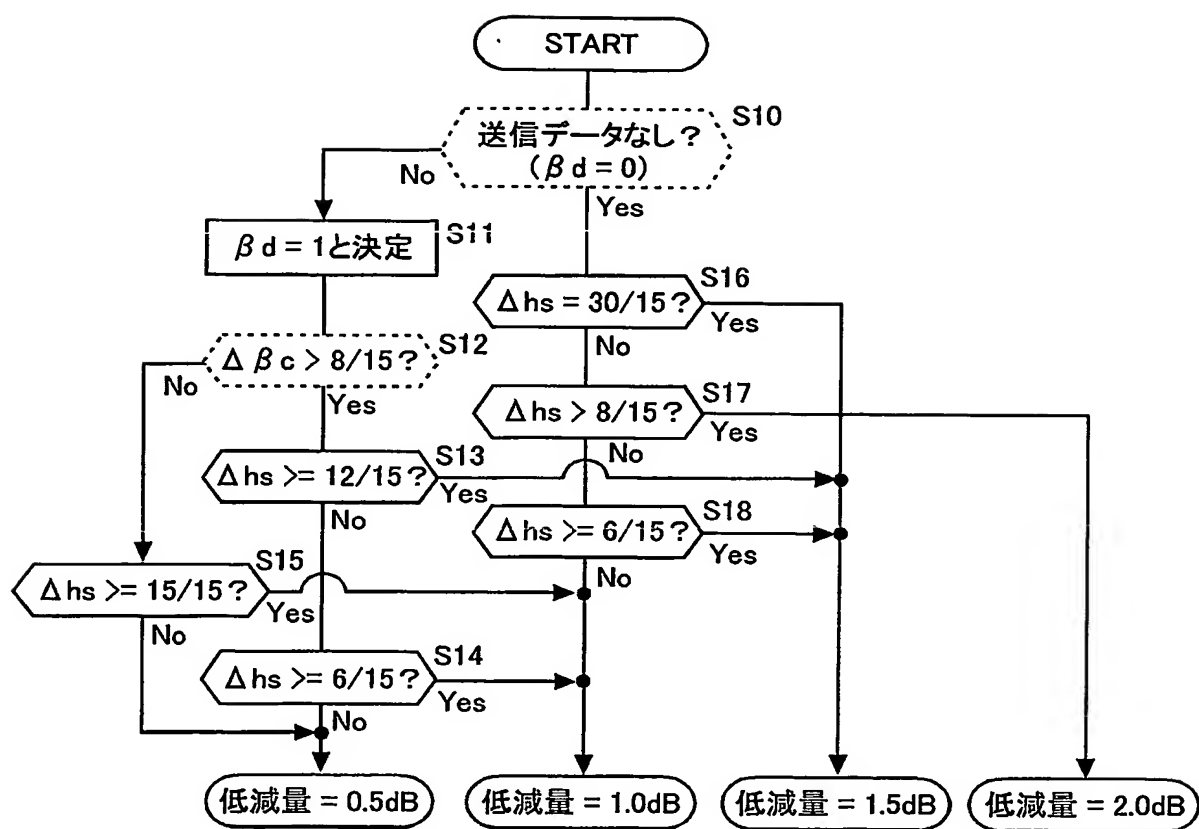 START
S10
送信データなし？
(βd = 0)
No
Yes
S11
βd = 1と決定
S16
Δhs = 30/15？
Yes
No
S12
Δβc > 8/15？
No
Yes
S17
Δhs > 8/15？
Yes
No
S13
Δhs >= 12/15？
Yes
No
S18
Δhs >= 6/15？
Yes
No
S15
Δhs >= 15/15？
Yes
No
S14
Δhs >= 6/15？
Yes
No
低減量 = 0.5dB
低減量 = 1.0dB
低減量 = 1.5dB
低減量 = 2.0dB